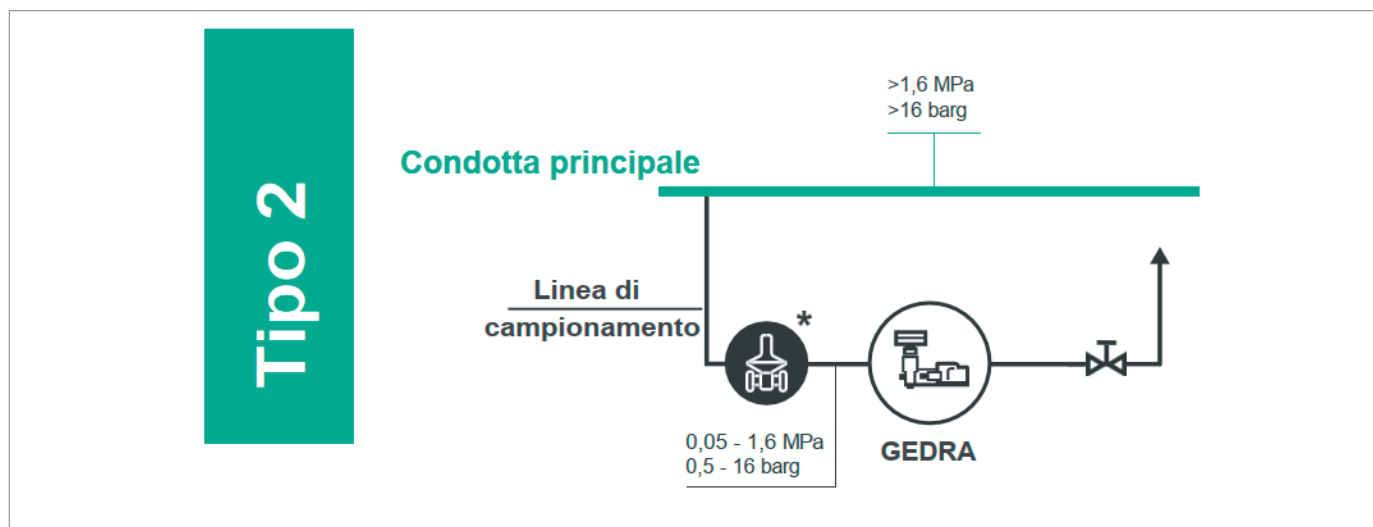 Tipo 2
>1,6 MPa
>16 barg
Condotta principale
Linea di
campionamento
*
0,05 - 1,6 MPa
0,5 - 16 barg
GEDRA